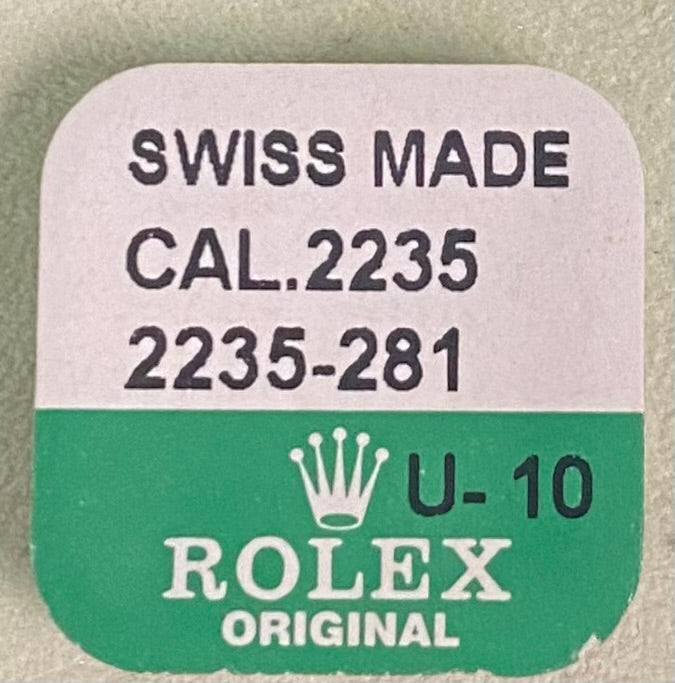 SWISS MADE
CAL.2235
2235-281
U- 10
ROLEX
ORIGINAL